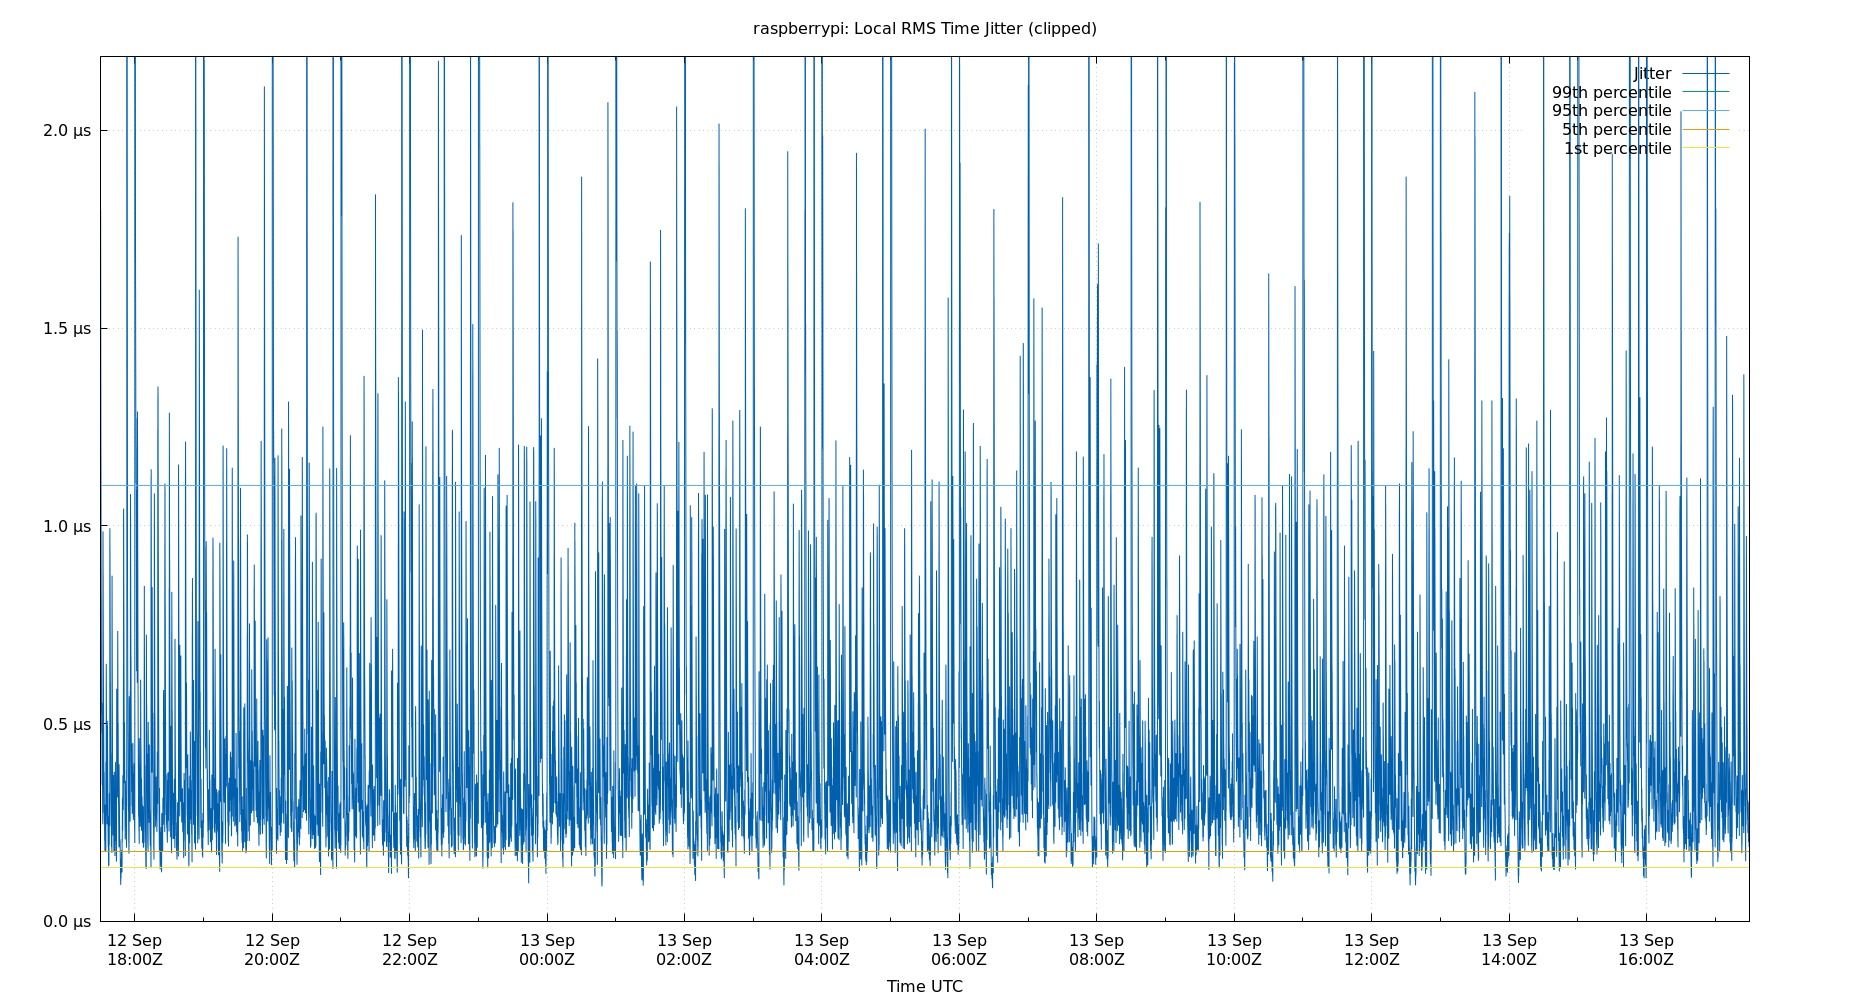 raspberrypi: Local RMS Time Jitter (clipped)
Jitter
99th percentile
95th percentile
5th percentile
1st percentile
2.0 µs
1.5 µs
1.0 µs
0.5 µs
0.0 µs
12 Sep 12 Sep 12 Sep 13 Sep 13 Sep 13 Sep 13 Sep 13 Sep 13 Sep 13 Sep 13 Sep 13 Sep
18:00Z 20:00Z 22:00Z 00:00Z 02:00Z 04:00Z 06:00Z 08:00Z 10:00Z 12:00Z 14:00Z 16:00Z
Time UTC